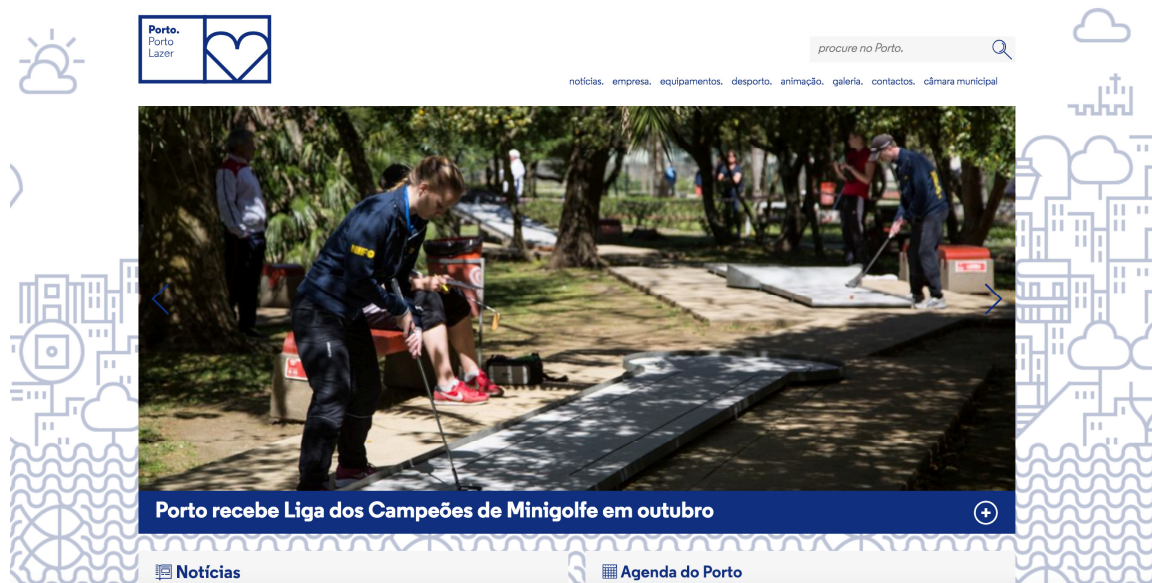 Porto.
Porto
Lazer
procure no Porto.
notícias. empresa. equipamentos. desporto. animação. galeria. contactos. câmara municipal
Porto recebe Liga dos Campeões de Minigolfe em outubro
Notícias
Agenda do Porto